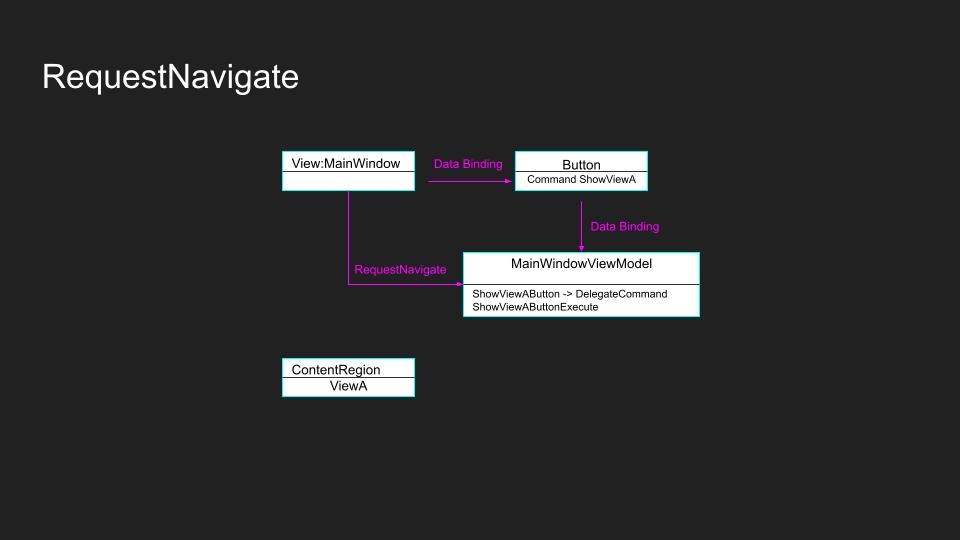 RequestNavigate
View:MainWindow
Data Binding
Button
Command ShowViewA
Data Binding
RequestNavigate
MainWindowViewModel
ShowViewAButton -> DelegateCommand
ShowViewAButtonExecute
ContentRegion
ViewA